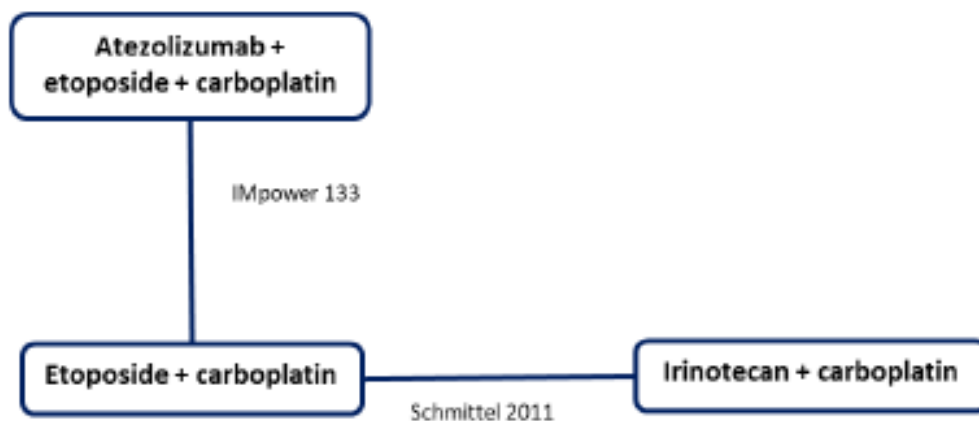 Atezolizumab +
etoposide + carboplatin
IMpower 133
Etoposide + carboplatin
Irinotecan + carboplatin
Schmittel 2011